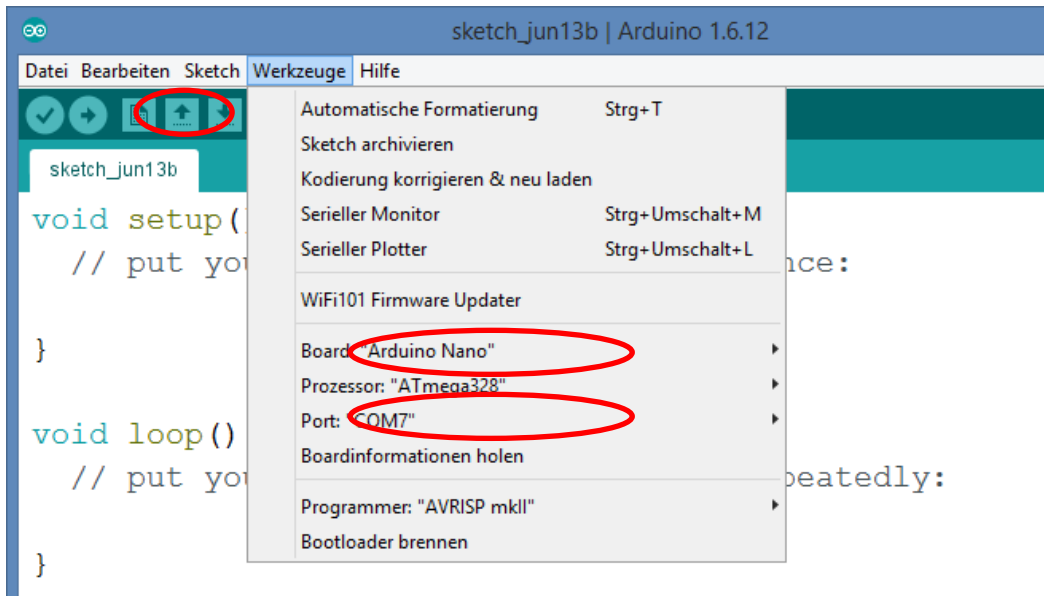 sketch_jun13b | Arduino 1.6.12
Datei Bearbeiten Sketch Werkzeuge Hilfe
sketch_jun13b
Automatische Formatierung Strg+T
Sketch archivieren
Kodierung korrigieren & neu laden
Serieller Monitor Strg+Umschalt+M
Serieller Plotter Strg+Umschalt+L
WiFi101 Firmware Updater
Board: "Arduino Nano"
Prozessor: "ATmega328"
Port: "COM7"
Boardinformationen holen
Programmer: "AVRISP mkII"
Bootloader brennen
void setup(
// put you nce:
}
void loop()
// put you peatedly:
}